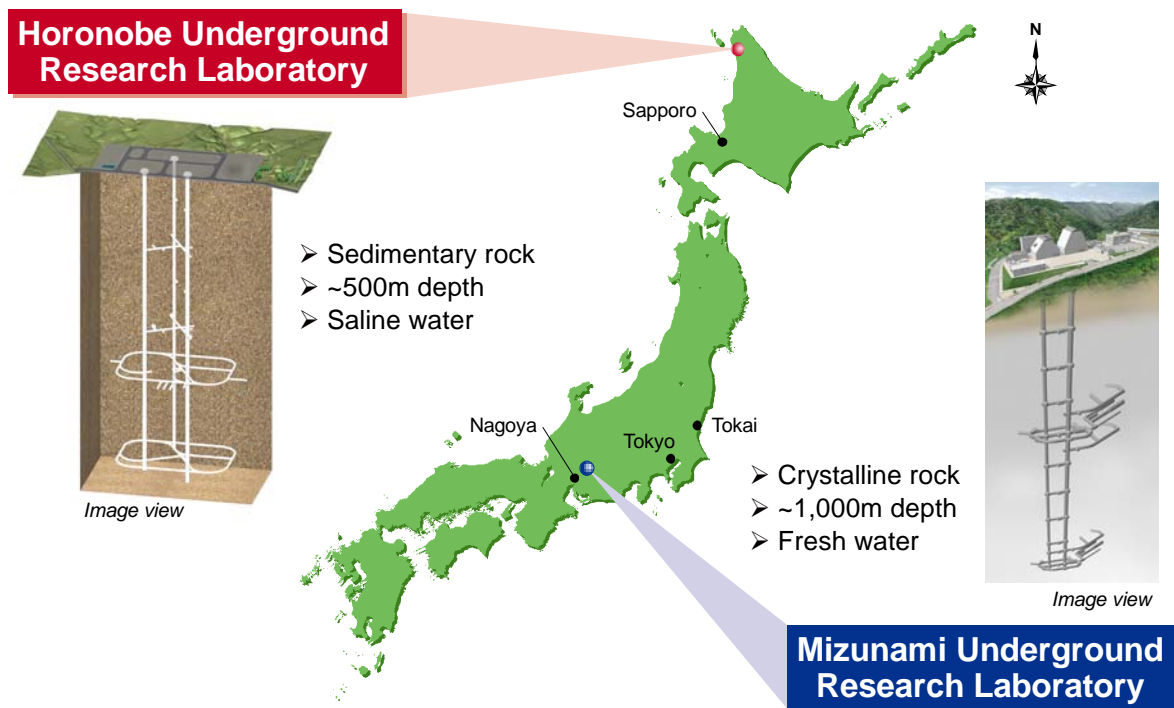 Horonobe Underground
Research Laboratory
N
Sapporo
➢ Sedimentary rock
➢ ~500m depth
➢ Saline water
Image view
Nagoya
Tokyo
Tokai
➢ Crystalline rock
➢ ~1,000m depth
➢ Fresh water
Image view
Mizunami Underground
Research Laboratory